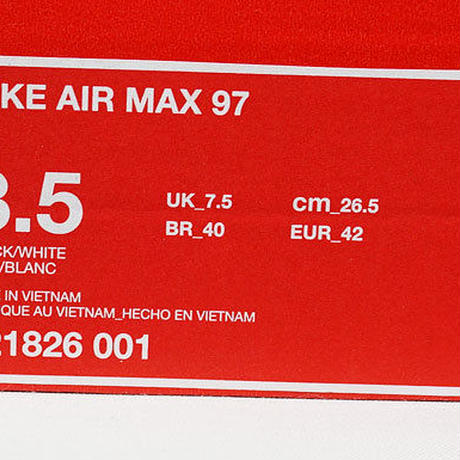 KE AIR MAX 97
8.5
UK_7.5 cm_26.5
BR_40 EUR_42
CK/WHITE
/BLANC
IN VIETNAM
QUE AU VIETNAM_HECHO EN VIETNAM
21826 001